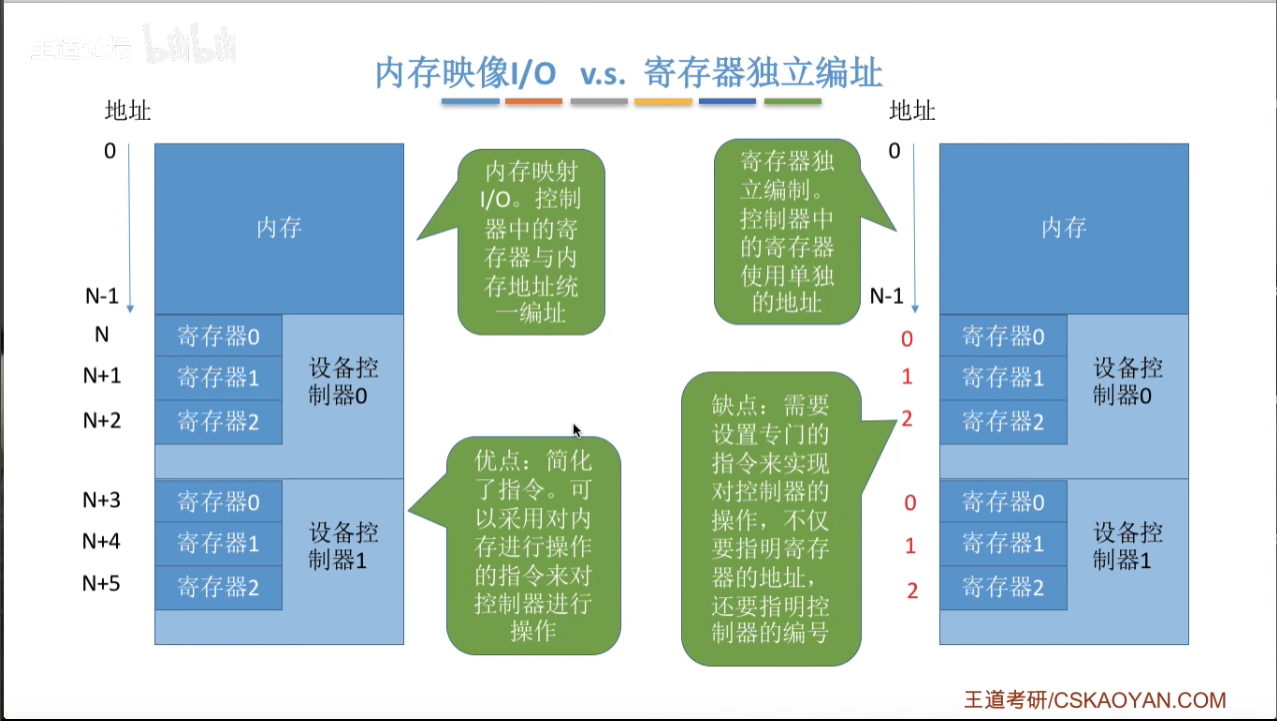 王道论坛 bilibili
内存映像I/O v.s. 寄存器独立编址
地址
0
N-1
N
N+1
N+2
N+3
N+4
N+5
内存
寄存器0
寄存器1
寄存器2
设备控
制器0
寄存器0
寄存器1
寄存器2
设备控
制器1
内存映射
I/O。控制
器中的寄
存器与内
存地址统
一编址
优点：简化
了指令。可
以采用对内
存进行操作
的指令来对
控制器进行
操作
寄存器独
立编制。
控制器中
的寄存器
使用单独
的地址
缺点：需要
设置专门的
指令来实现
对控制器的
操作，不仅
要指明寄存
器的地址，
还要指明控
制器的编号
地址
0
N-1
0
1
2
0
1
2
内存
寄存器0
寄存器1
寄存器2
设备控
制器0
寄存器0
寄存器1
寄存器2
设备控
制器1
王道考研/CSKAOYAN.COM